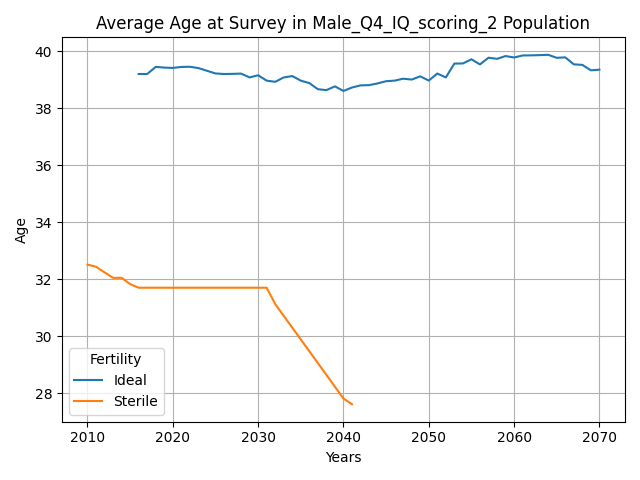 Average Age at Survey in Male_Q4_IQ_scoring_2 Population
40
38
36
34
32
30
28
Age
Fertility
Ideal
Sterile
2010 2020 2030 2040 2050 2060 2070
Years